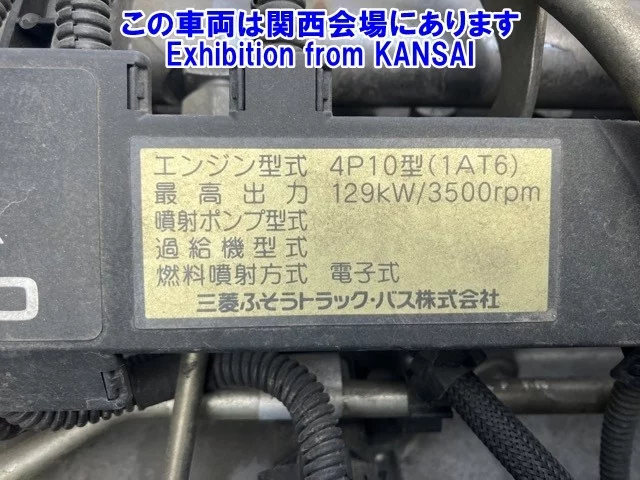 この車両は関西会場にあります
Exhibition from KANSAI
エンジン型式 4P10型(1AT6)
最高出力 129kW/3500rpm
噴射ポンプ型式
過給機型式
燃料噴射方式 電子式
三菱ふそうトラック・バス株式会社